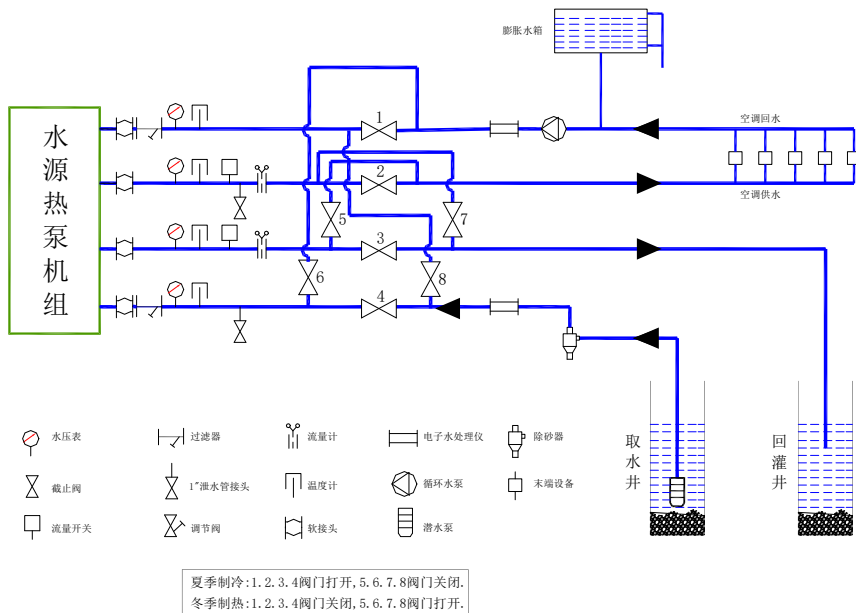 膨胀水箱
空调回水
1
水源热泵机组
2
空调供水
5
7
3
6
8
4
取水井
回灌井
水压表
过滤器
流量计
电子水处理仪
除砂器
截止阀
1"泄水管接头
温度计
循环水泵
末端设备
流量开关
调节阀
软接头
潜水泵
夏季制冷:1.2.3.4阀门打开,5.6.7.8阀门关闭.
冬季制热:1.2.3.4阀门关闭,5.6.7.8阀门打开.